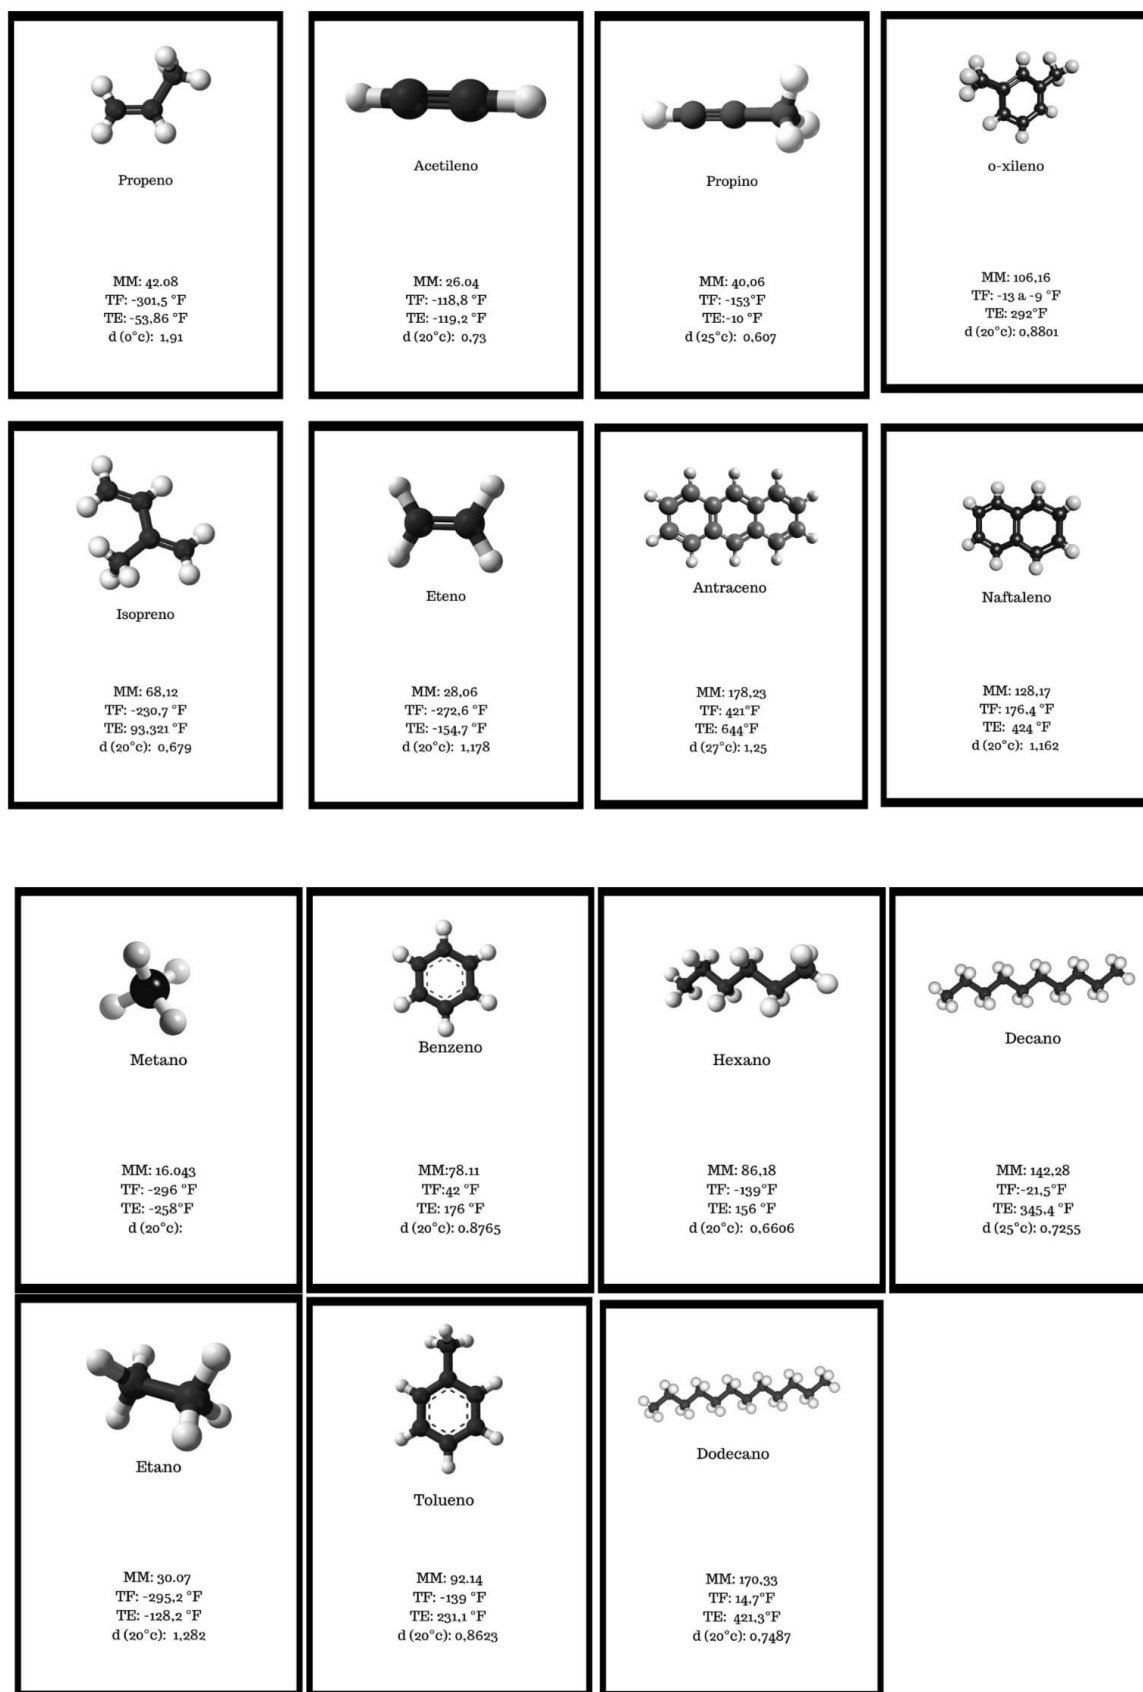 Propeno
MM: 42.08
TF: -301,5 °F
TE: -53,86 °F
d (0°c): 1,91
Acetileno
MM: 26.04
TF: -118,8 °F
TE: -119,2 °F
d (20°c): 0,73
Propino
MM: 40,06
TF: -153°F
TE:-10 °F
d (25°c): 0,607
o-xileno
MM: 106,16
TF: -13 a -9 °F
TE: 292°F
d (20°c): 0,8801
Isopreno
MM: 68,12
TF: -230,7 °F
TE: 93,321 °F
d (20°c): 0,679
Eteno
MM: 28,06
TF: -272,6 °F
TE: -154,7 °F
d (20°c): 1,178
Antraceno
MM: 178,23
TF: 421°F
TE: 644°F
d (27°c): 1,25
Naftaleno
MM: 128,17
TF: 176,4 °F
TE: 424 °F
d (20°c): 1,162
Metano
MM: 16.043
TF: -296 °F
TE: -258°F
d (20°c):
Benzeno
MM:78.11
TF:42 °F
TE: 176 °F
d (20°c): 0.8765
Hexano
MM: 86,18
TF: -139°F
TE: 156 °F
d (20°c): 0,6606
Decano
MM: 142,28
TF:-21,5°F
TE: 345,4 °F
d (25°c): 0,7255
Etano
MM: 30.07
TF: -295,2 °F
TE: -128,2 °F
d (20°c): 1,282
Tolueno
MM: 92.14
TF: -139 °F
TE: 231,1 °F
d (20°c): 0,8623
Dodecano
MM: 170,33
TF: 14,7°F
TE: 421,3°F
d (20°c): 0,7487